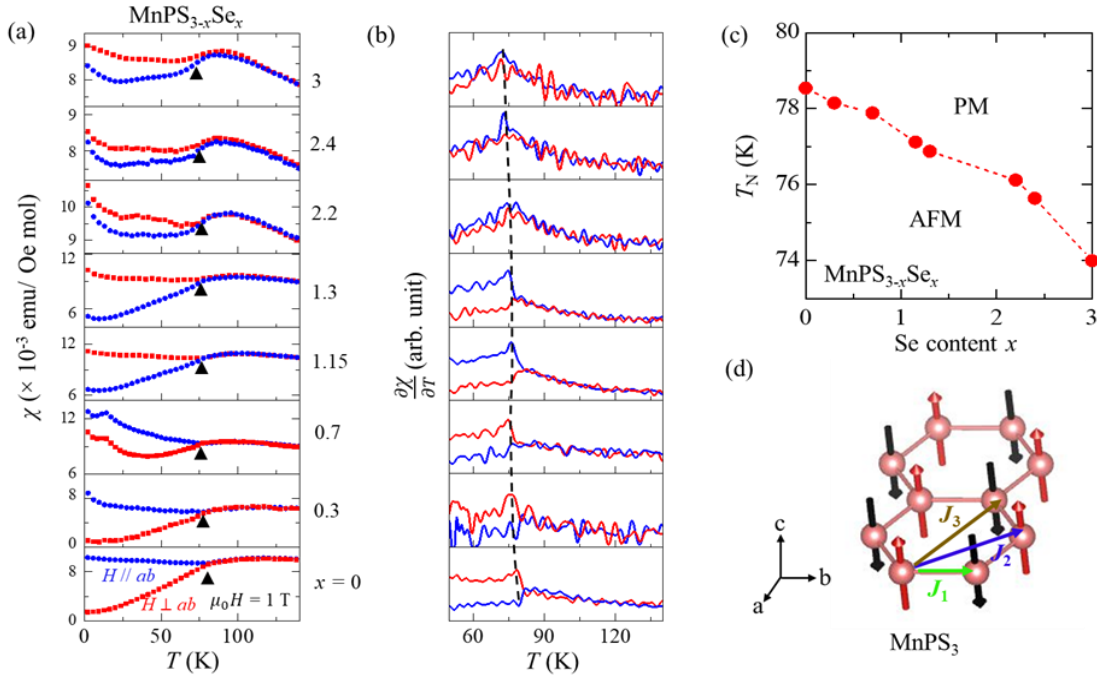 MnPS3-xSex
(a)
9
8
3
9
8
2.4
10
9
2.2
12
6
1.3
12
6
1.15
12
6
0.7
8
0
0.3
8
0
H // ab
H ⊥ ab
μ0H = 1 T
x = 0
0
50
100
T (K)
χ (× 10-3 emu/ Oe mol)
(b)
∂χ/∂T (arb. unit)
60
90
120
T (K)
(c)
80
78
76
74
TN (K)
PM
AFM
MnPS3-xSex
0
1
2
3
Se content x
(d)
J3
J2
J1
c
b
a
MnPS3